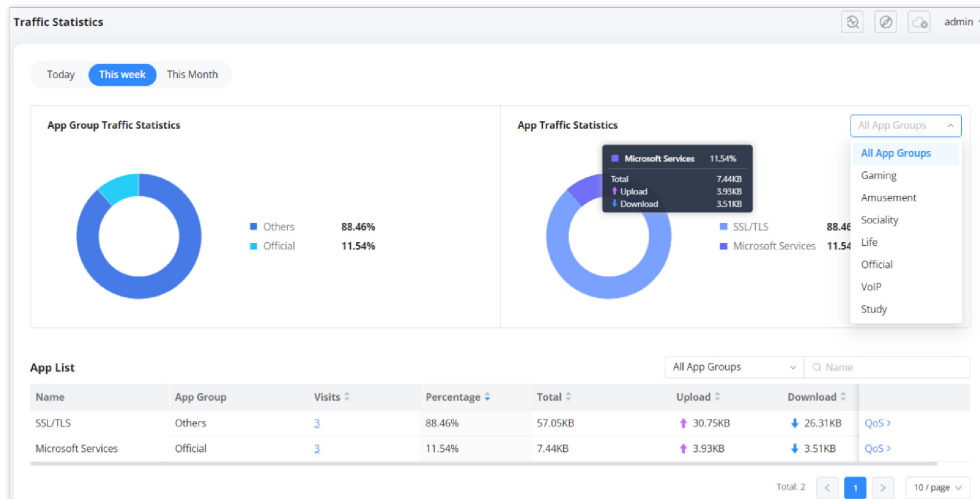 Traffic Statistics
admin
Today This week This Month
App Group Traffic Statistics
Others 88.46%
Official 11.54%
App Traffic Statistics
All App Groups
Microsoft Services 11.54%
Total 7.44KB
Upload 3.93KB
Download 3.51KB
SSL/TLS 88.46
Microsoft Services 11.54
All App Groups
Gaming
Amusement
Sociality
Life
Official
VoIP
Study
App List
All App Groups Name
Name App Group Visits Percentage Total Upload Download
SSL/TLS Others 3 88.46% 57.05KB 30.75KB 26.31KB QoS >
Microsoft Services Official 3 11.54% 7.44KB 3.93KB 3.51KB QoS >
Total: 2 < 1 > 10 / page